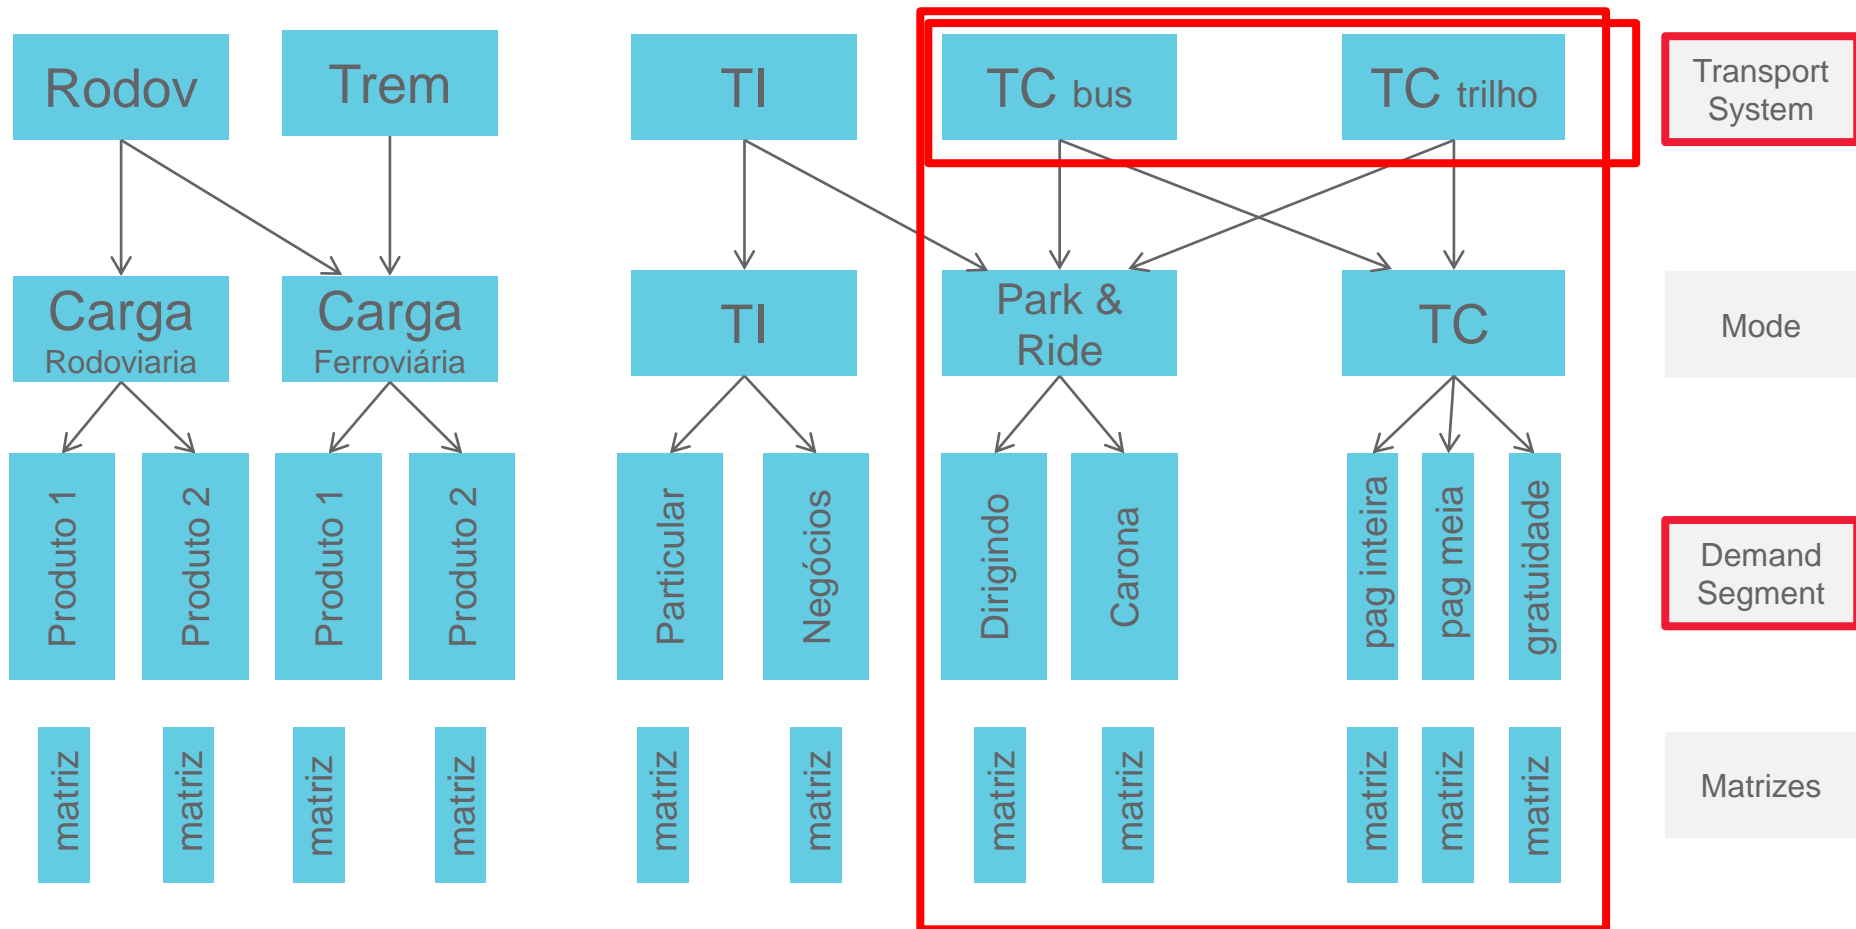 Rodov
Trem
TI
TC bus
TC trilho
Transport
System
Carga
Rodoviaria
Carga
Ferroviária
TI
Park &
Ride
TC
Mode
Produto 1
Produto 2
Produto 1
Produto 2
Particular
Negócios
Dirigindo
Carona
pag inteira
pag meia
gratuidade
Demand
Segment
matriz
matriz
matriz
matriz
matriz
matriz
matriz
matriz
matriz
matriz
matriz
Matrizes